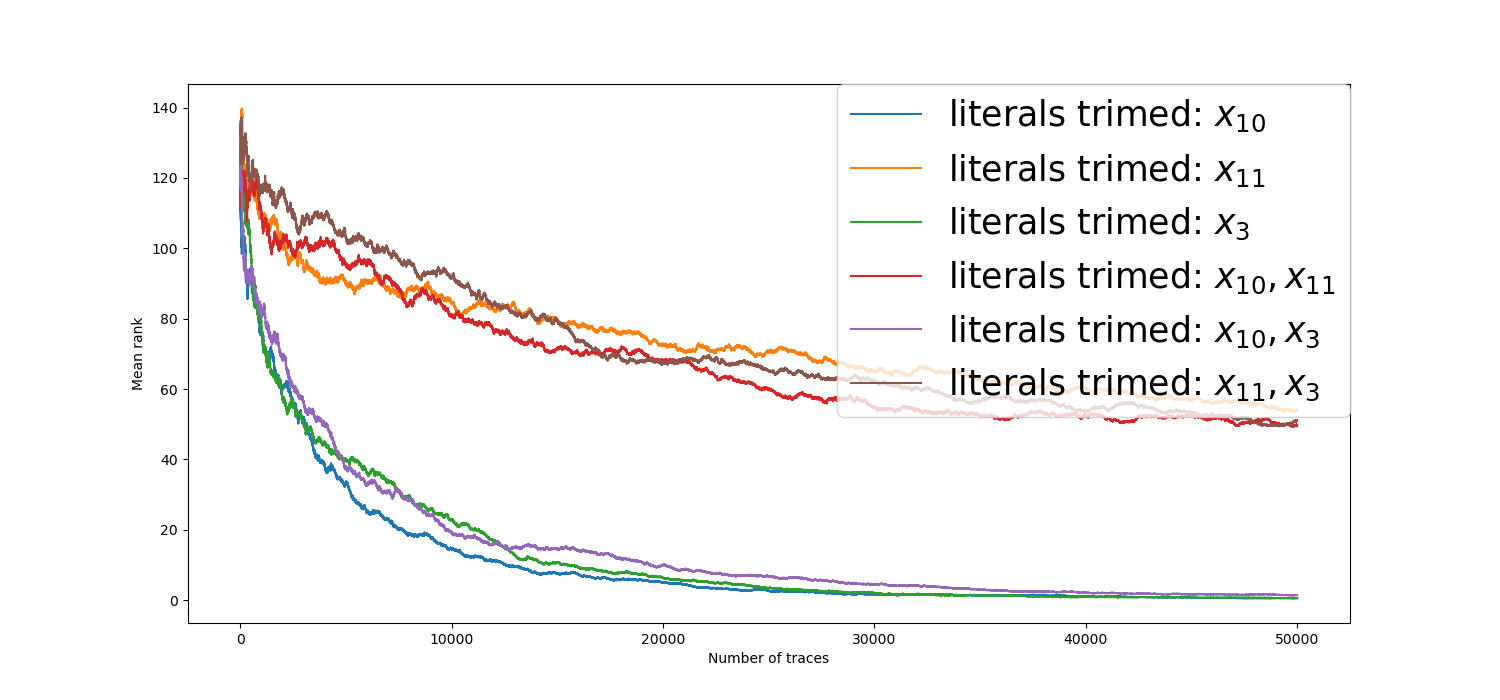 140
120
100
80
60
40
20
0
Mean rank
literals trimed: x10
literals trimed: x11
literals trimed: x3
literals trimed: x10, x11
literals trimed: x10, x3
literals trimed: x11, x3
0 10000 20000 30000 40000 50000
Number of traces